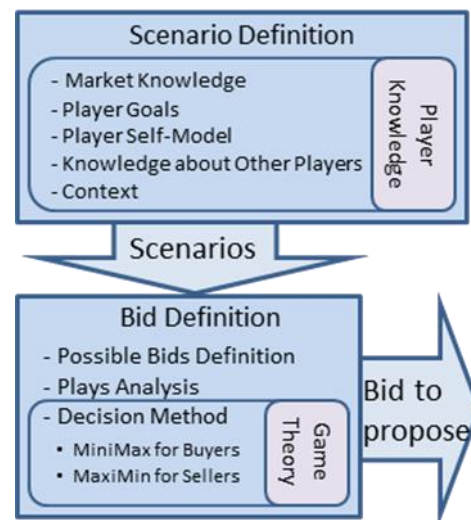 Scenario Definition
- Market Knowledge
- Player Goals
- Player Self-Model
- Knowledge about Other Players
- Context
Player
Knowledge
Scenarios
Bid Definition
- Possible Bids Definition
- Plays Analysis
- Decision Method
• MiniMax for Buyers
• MaxiMin for Sellers
Game
Theory
Bid to
propose